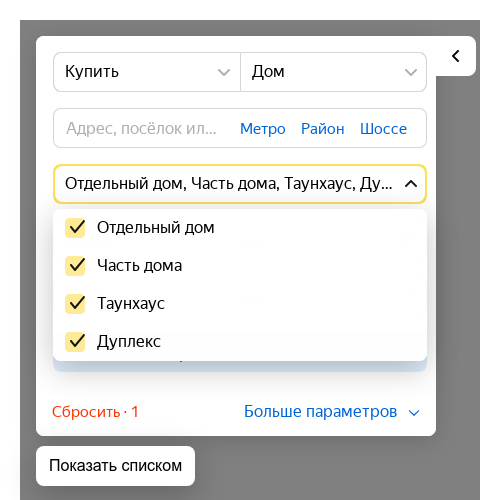 Купить Дом
Адрес, посёлок ил... Метро Район Шоссе
Отдельный дом, Часть дома, Таунхаус, Ду...
Отдельный дом
Часть дома
Таунхаус
Дуплекс
Сбросить · 1 Больше параметров
Показать списком